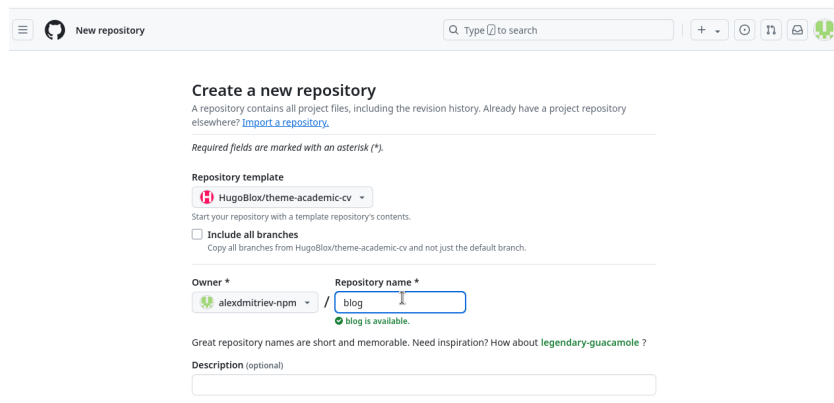 New repository
Type / to search
Create a new repository
A repository contains all project files, including the revision history. Already have a project repository
elsewhere? Import a repository.
Required fields are marked with an asterisk (*).
Repository template
HugoBlox/theme-academic-cv
Start your repository with a template repository's contents.
Include all branches
Copy all branches from HugoBlox/theme-academic-cv and not just the default branch.
Owner * Repository name *
alexdmitriev-npm / blog
blog is available.
Great repository names are short and memorable. Need inspiration? How about legendary-guacamole ?
Description (optional)